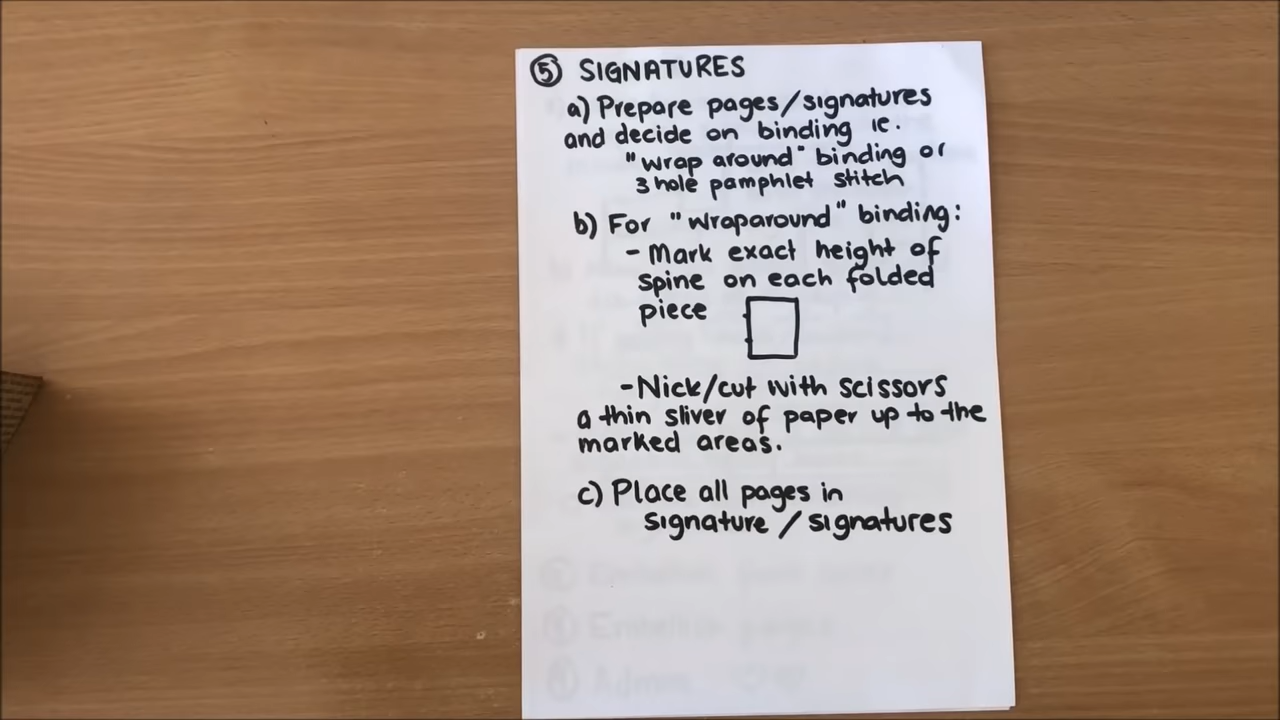 ⑤ SIGNATURES
a) Prepare pages/signatures
and decide on binding ie.
"wrap around" binding or
3 hole pamphlet stitch
b) For "wraparound" binding:
- Mark exact height of
spine on each folded
piece
- Nick/cut with scissors
a thin sliver of paper up to the
marked areas.
c) Place all pages in
signature / signatures